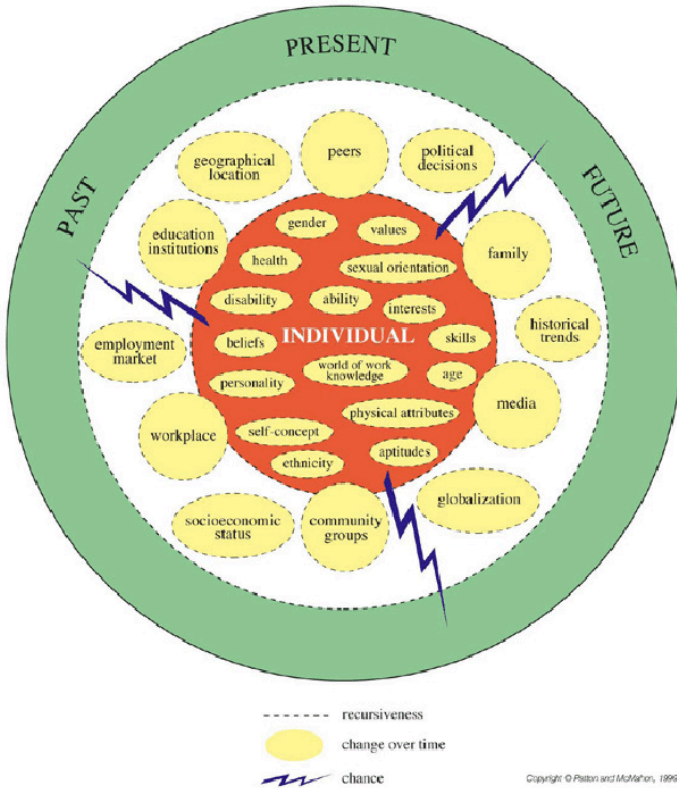 PRESENT
PAST
FUTURE
peers
geographical
location
political
decisions
education
institutions
family
employment
market
historical
trends
workplace
media
socioeconomic
status
community
groups
globalization
gender
values
health
sexual orientation
disability
ability
interests
INDIVIDUAL
beliefs
skills
world of work
knowledge
age
personality
physical attributes
self-concept
ethnicity
aptitudes
recursiveness
change over time
chance
Copyright © Patton and McMahon, 1999